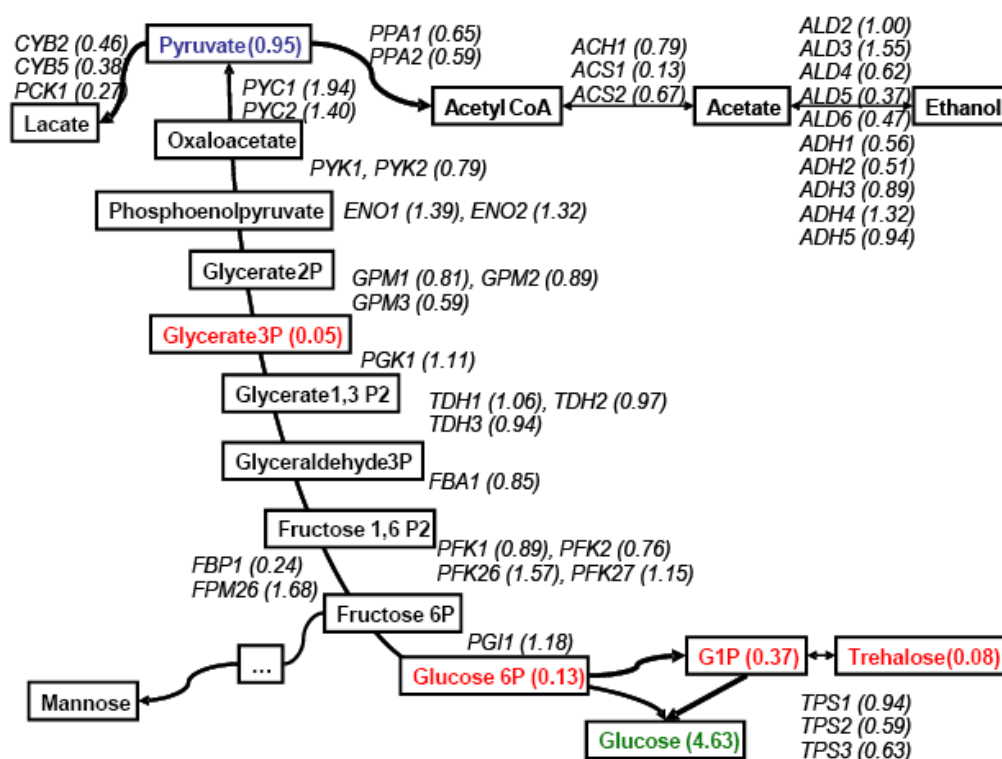 CYB2 (0.46)
CYB5 (0.38)
PCK1 (0.27)
Lacate
Pyruvate(0.95)
PPA1 (0.65)
PPA2 (0.59)
Acetyl CoA
ACH1 (0.79)
ACS1 (0.13)
ACS2 (0.67)
Acetate
ALD2 (1.00)
ALD3 (1.55)
ALD4 (0.62)
ALD5 (0.37)
ALD6 (0.47)
ADH1 (0.56)
ADH2 (0.51)
ADH3 (0.89)
ADH4 (1.32)
ADH5 (0.94)
Ethanol
PYC1 (1.94)
PYC2 (1.40)
Oxaloacetate
PYK1, PYK2 (0.79)
Phosphoenolpyruvate
ENO1 (1.39), ENO2 (1.32)
Glycerate2P
GPM1 (0.81), GPM2 (0.89)
GPM3 (0.59)
Glycerate3P (0.05)
PGK1 (1.11)
Glycerate1,3 P2
TDH1 (1.06), TDH2 (0.97)
TDH3 (0.94)
Glyceraldehyde3P
FBA1 (0.85)
Fructose 1,6 P2
PFK1 (0.89), PFK2 (0.76)
PFK26 (1.57), PFK27 (1.15)
FBP1 (0.24)
FPM26 (1.68)
Fructose 6P
PGI1 (1.18)
...
Mannose
Glucose 6P (0.13)
G1P (0.37)
Trehalose(0.08)
Glucose (4.63)
TPS1 (0.94)
TPS2 (0.59)
TPS3 (0.63)